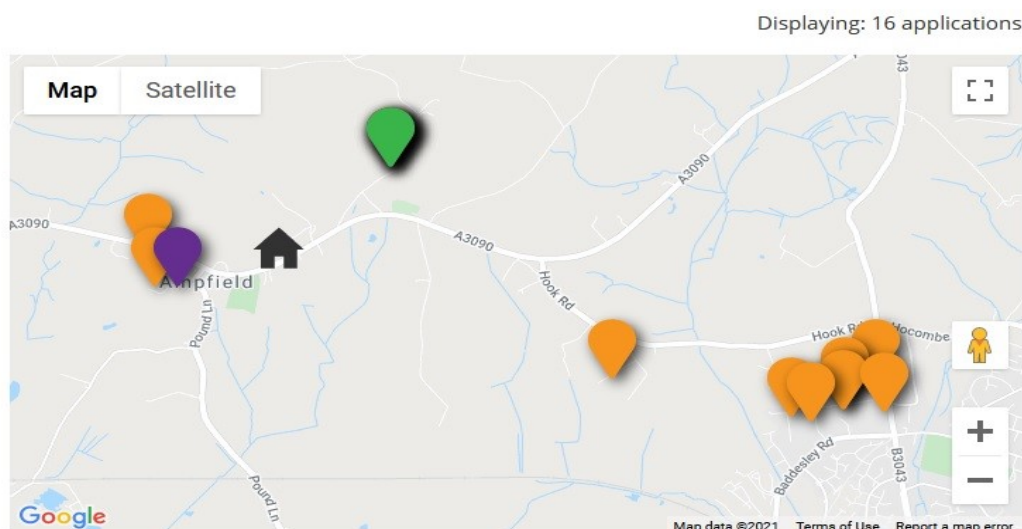 Displaying: 16 applications
Map Satellite
043
A3090
A3090
A3090
Ampfield
Hook Rd
Pound Ln
Hook Rd
Hocombe
Baddesley Rd
B3043
Pound Ln
Google
Map data ©2021 Terms of Use Report a map error